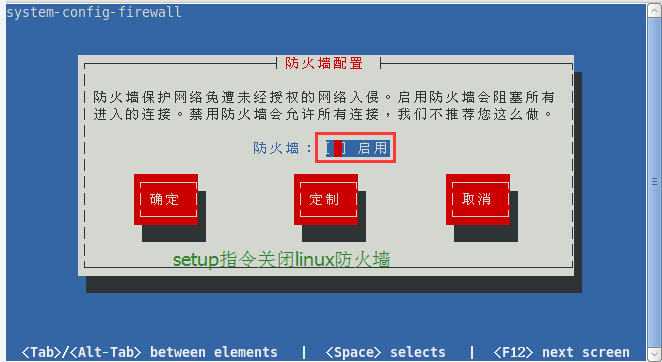 system-config-firewall
防火墙配置
防火墙保护网络免遭未经授权的网络入侵。启用防火墙会阻塞所有
进入的连接。禁用防火墙会允许所有连接，我们不推荐您这么做。
防火墙：[ ] 启用
确定 定制 取消
setup指令关闭linux防火墙
<Tab>/<Alt-Tab> between elements | <Space> selects | <F12> next screen